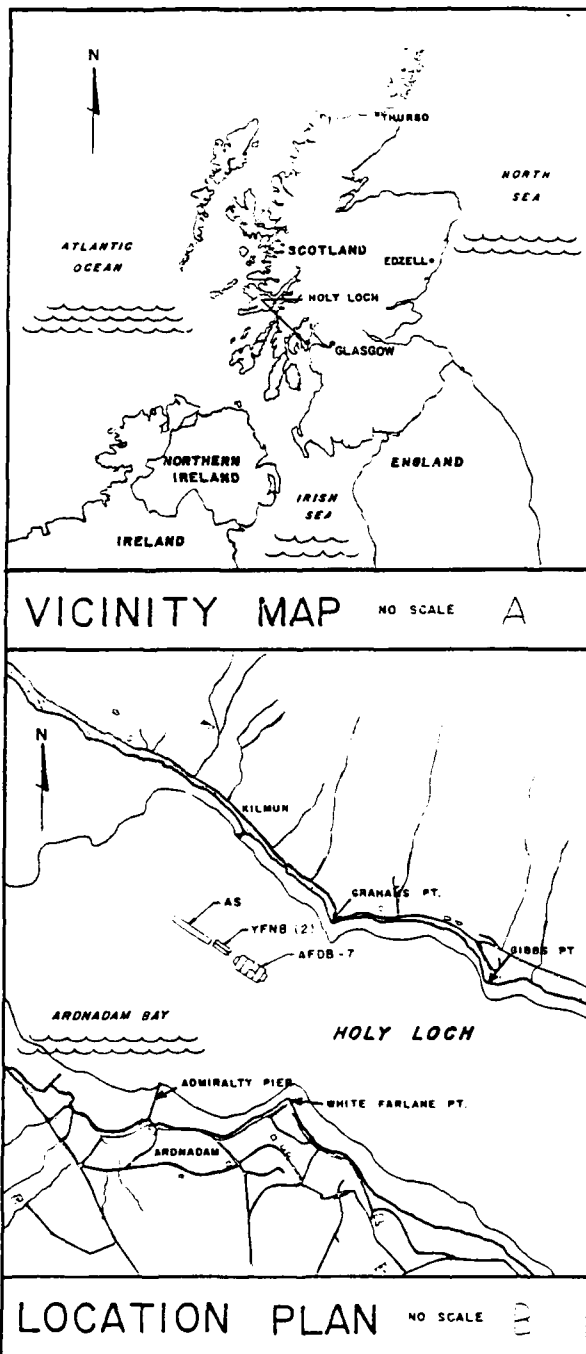 N
THURSO
NORTH
SEA
ATLANTIC
OCEAN
SCOTLAND
EDZELL
HOLY LOCH
GLASGOW
NORTHERN
IRELAND
ENGLAND
IRISH
SEA
IRELAND
VICINITY MAP NO SCALE A
N
KILMUN
GRAHAMS PT.
AS
YFNB (2)
AFDB-7
GIBBS PT
ARDNADAM BAY
HOLY LOCH
ADMIRALTY PIER
WHITE FARLANE PT.
ARDNADAM
LOCATION PLAN NO SCALE B